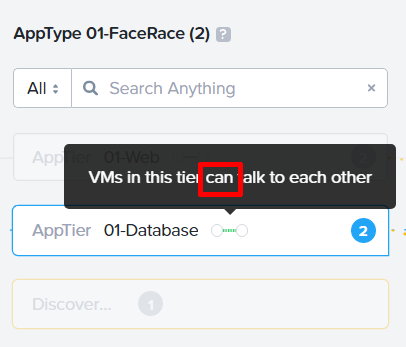 AppType 01-FaceRace (2) ?
All Search Anything ×
AppTier 01-Web
VMs in this tier can talk to each other
AppTier 01-Database 2
Discover... 1